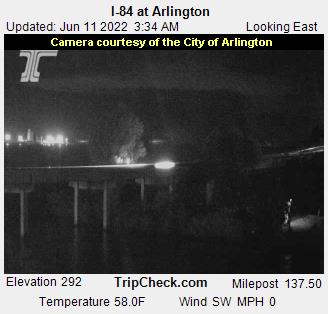 I-84 at Arlington
Updated: Jun 11 2022 3:34 AM Looking East
Camera courtesy of the City of Arlington
Elevation 292 TripCheck.com Milepost 137.50
Temperature 58.0F Wind SW MPH 0